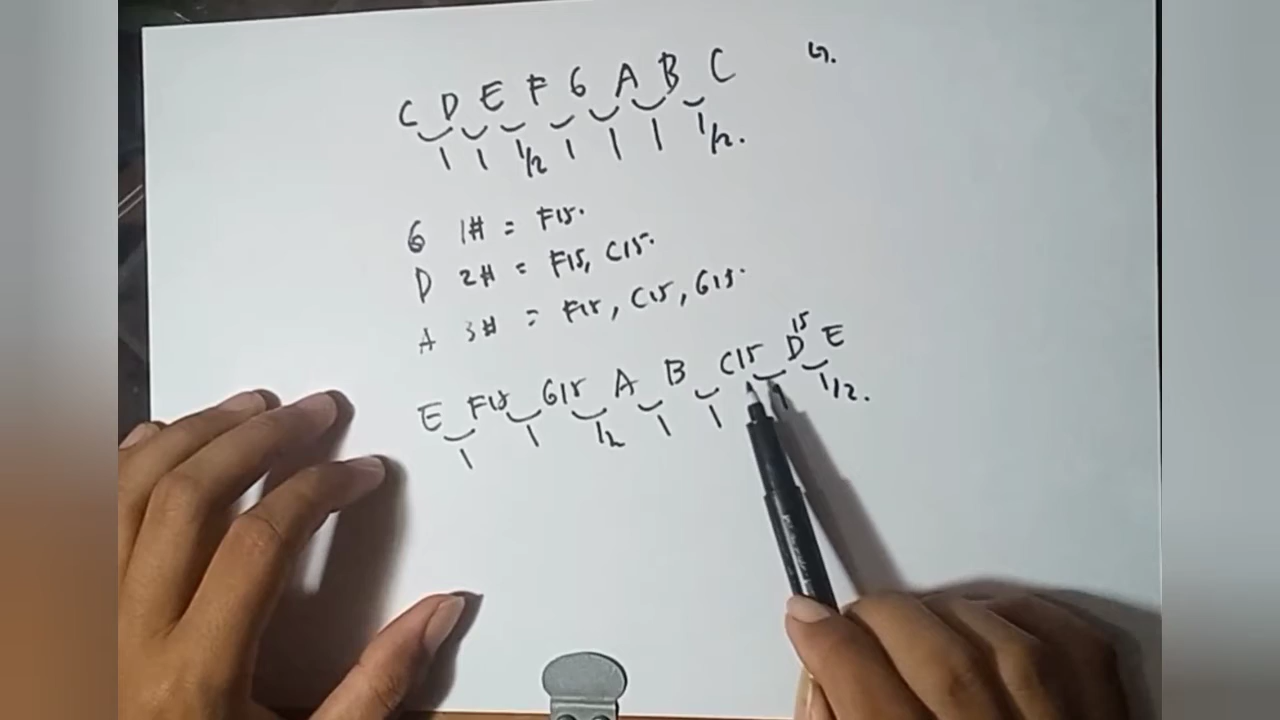 C D E F G A B C
1 1 1/2 1 1 1 1/2.
G 1# = Fis.
D 2# = Fis, Cis.
A 3# = Fis, Cis, Gis.
E Fis Gis A B Cis Dis E
1 1 1/2 1 1 1 1/2.